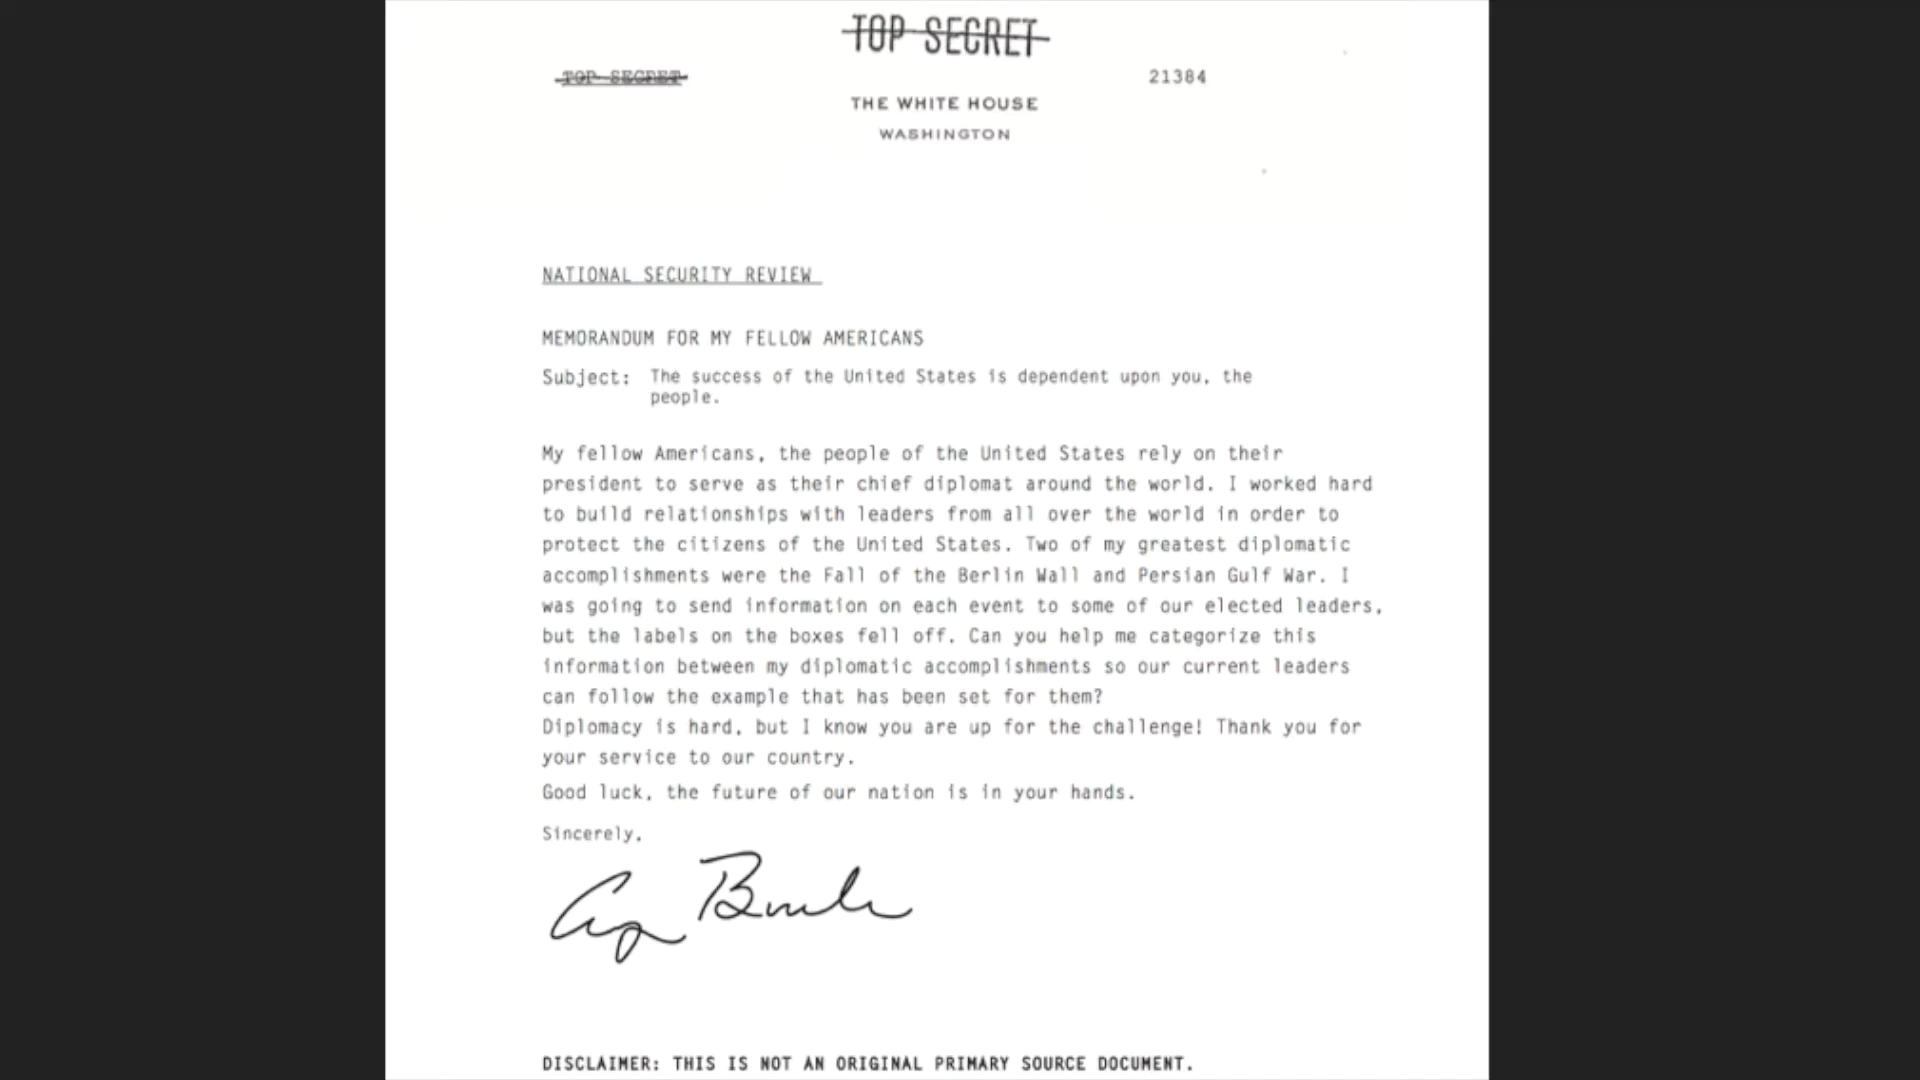 TOP SECRET
TOP SECRET
21384
THE WHITE HOUSE
WASHINGTON
NATIONAL SECURITY REVIEW
MEMORANDUM FOR MY FELLOW AMERICANS
Subject: The success of the United States is dependent upon you, the
people.
My fellow Americans, the people of the United States rely on their
president to serve as their chief diplomat around the world. I worked hard
to build relationships with leaders from all over the world in order to
protect the citizens of the United States. Two of my greatest diplomatic
accomplishments were the Fall of the Berlin Wall and Persian Gulf War. I
was going to send information on each event to some of our elected leaders,
but the labels on the boxes fell off. Can you help me categorize this
information between my diplomatic accomplishments so our current leaders
can follow the example that has been set for them?
Diplomacy is hard, but I know you are up for the challenge! Thank you for
your service to our country.
Good luck, the future of our nation is in your hands.
Sincerely,
DISCLAIMER: THIS IS NOT AN ORIGINAL PRIMARY SOURCE DOCUMENT.